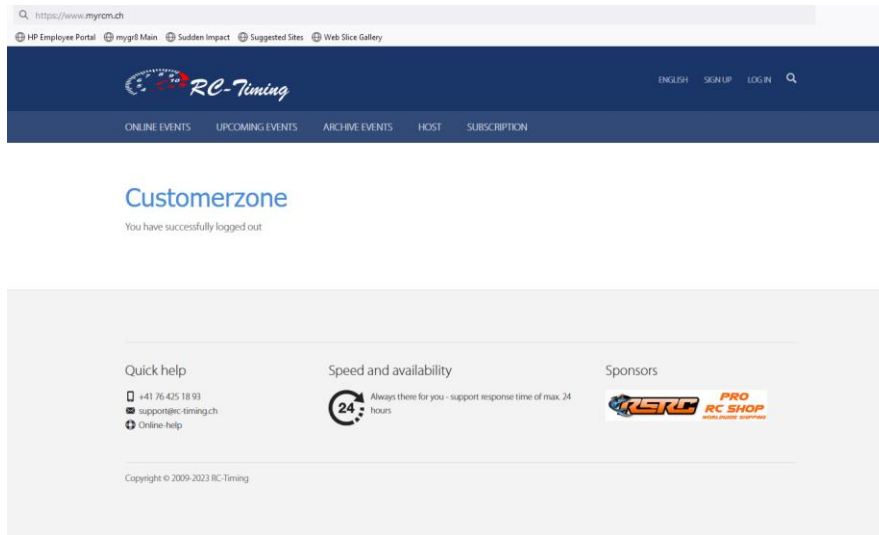 https://www.myrcm.ch
HP Employee Portal mygr8 Main Sudden Impact Suggested Sites Web Slice Gallery
RC-Timing
ENGLISH SIGN UP LOG IN
ONLINE EVENTS UPCOMING EVENTS ARCHIVE EVENTS HOST SUBSCRIPTION
Customerzone
You have successfully logged out
Quick help
+41 76 425 18 93
support@rc-timing.ch
Online-help
Speed and availability
24
Always there for you - support response time of max. 24
hours
Sponsors
RSRC
PRO
RC SHOP
WORLDWIDE SHIPPING
Copyright © 2009-2023 RC-Timing